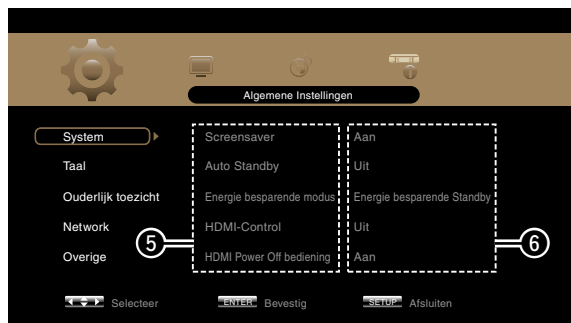 Algemene Instellingen
System Screensaver Aan
Taal Auto Standby Uit
Ouderlijk toezicht Energie besparende modus Energie besparende Standby
Network HDMI-Control Uit
5 6
Overige HDMI Power Off bediening Aan
Selecteer ENTER Bevestig SETUP Afsluiten